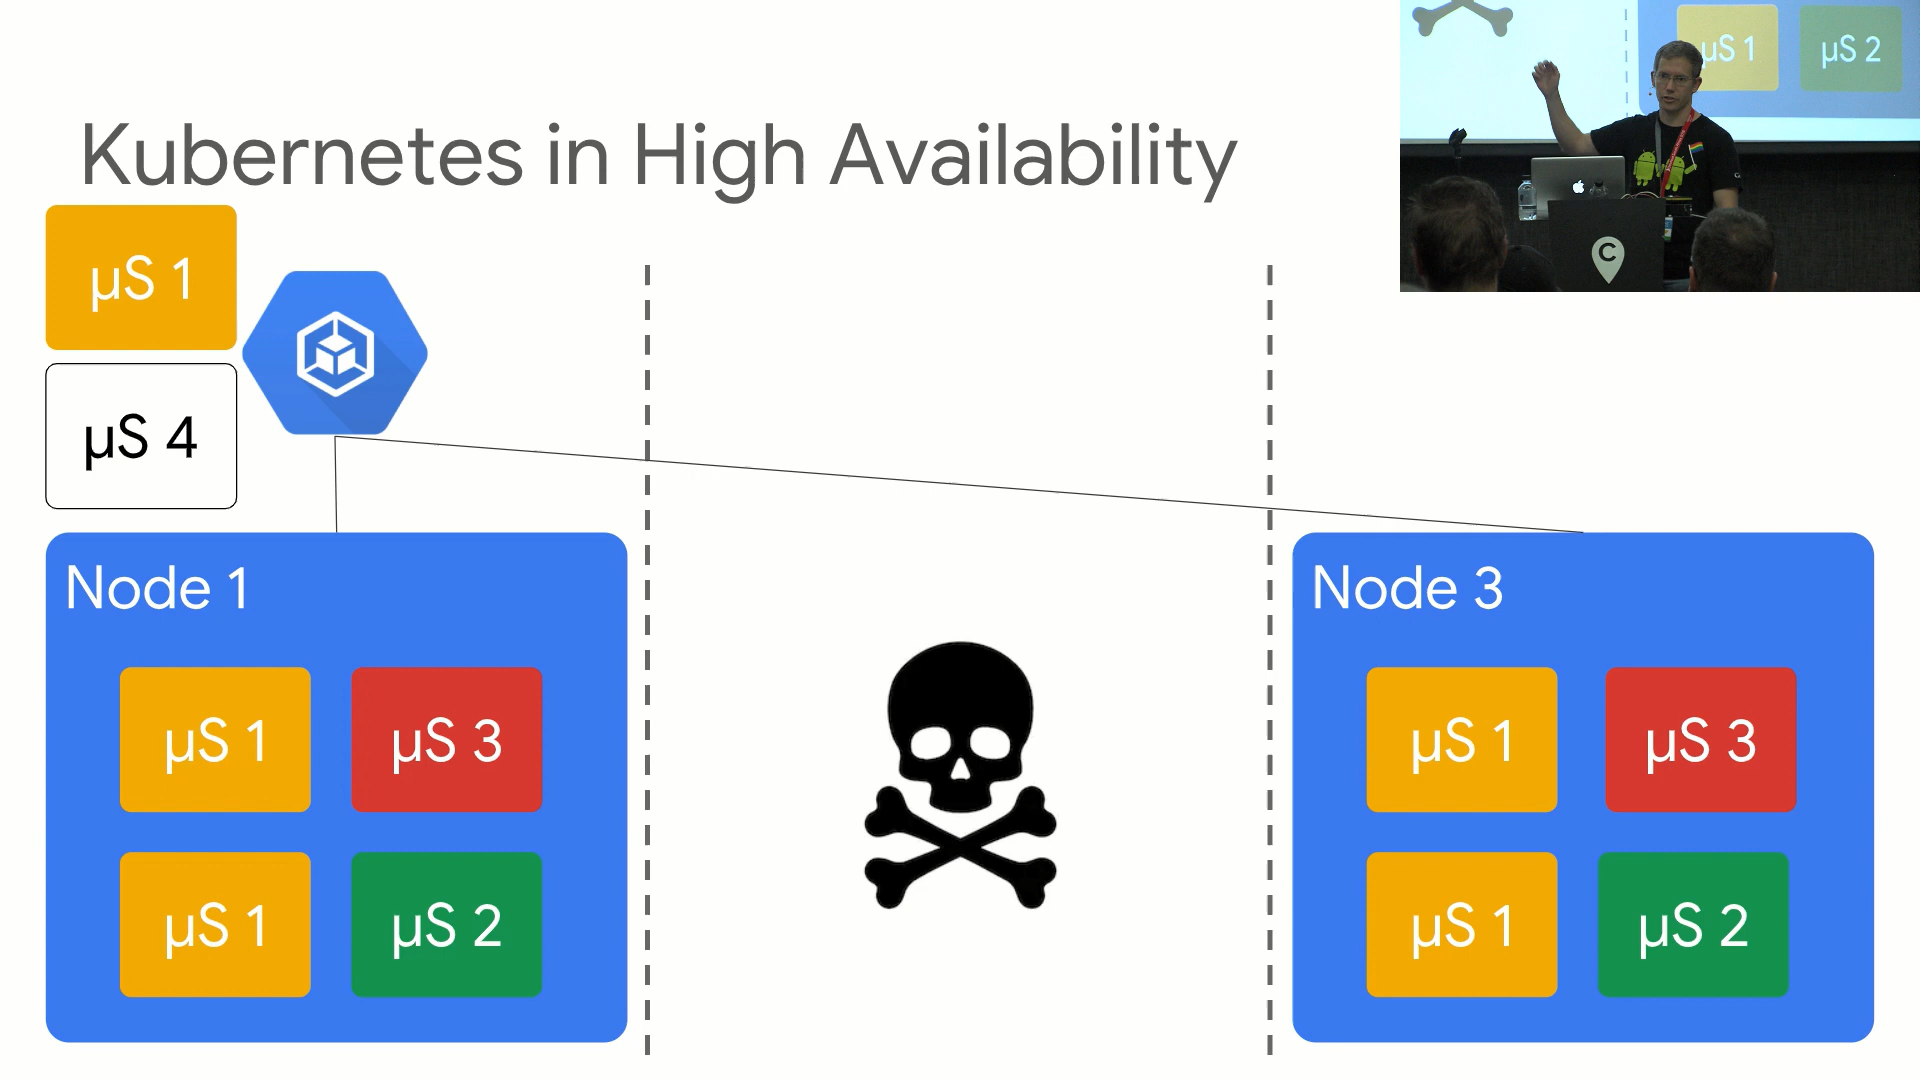 Kubernetes in High Availability
µS 1
µS 4
Node 1
µS 1
µS 3
µS 1
µS 2
Node 3
µS 1
µS 3
µS 1
µS 2
µS 1
µS 2
C